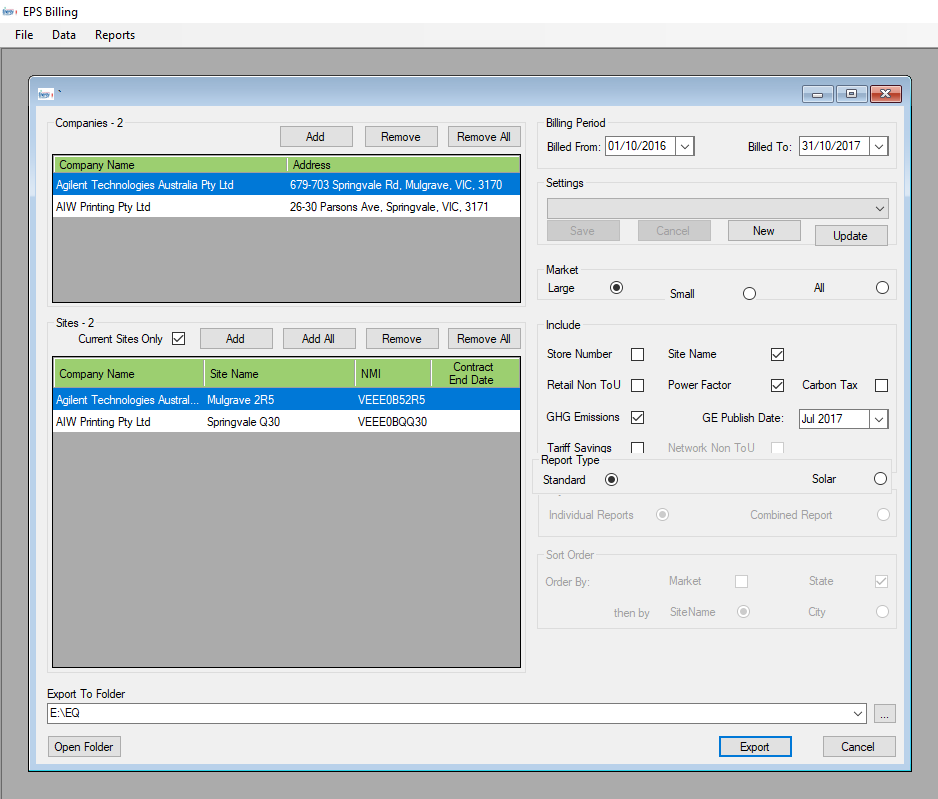 EPS Billing
File Data Reports
`
Companies - 2
Add Remove Remove All
Company Name Address
Agilent Technologies Australia Pty Ltd 679-703 Springvale Rd, Mulgrave, VIC, 3170
AIW Printing Pty Ltd 26-30 Parsons Ave, Springvale, VIC, 3171
Sites - 2
Current Sites Only Add Add All Remove Remove All
Company Name Site Name NMI Contract End Date
Agilent Technologies Austral... Mulgrave 2R5 VEEE0B52R5
AIW Printing Pty Ltd Springvale Q30 VEEE0BQQ30
Billing Period
Billed From: 01/10/2016 Billed To: 31/10/2017
Settings
Save Cancel New Update
Market
Large Small All
Include
Store Number Site Name
Retail Non ToU Power Factor Carbon Tax
GHG Emissions GE Publish Date: Jul 2017
Tariff Savings Network Non ToU
Report Type
Standard Solar
Individual Reports Combined Report
Sort Order
Order By: Market State
then by SiteName City
Export To Folder
E:\EQ ...
Open Folder Export Cancel